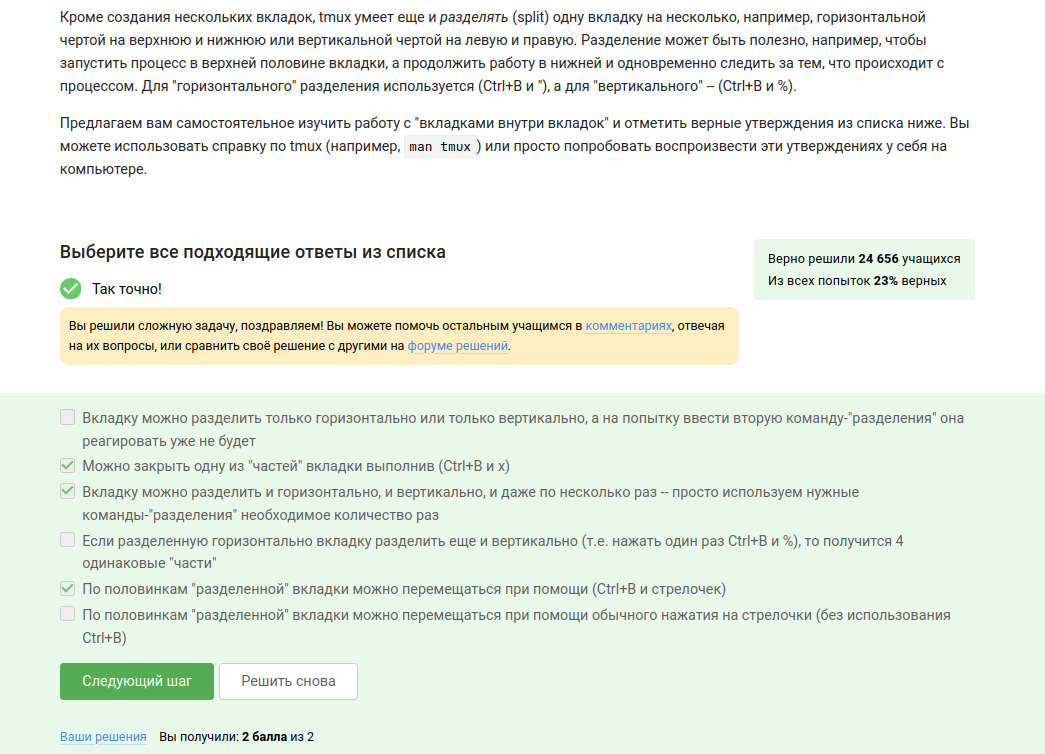 Кроме создания нескольких вкладок, tmux умеет еще и разделять (split) одну вкладку на несколько, например, горизонтальной
чертой на верхнюю и нижнюю или вертикальной чертой на левую и правую. Разделение может быть полезно, например, чтобы
запустить процесс в верхней половине вкладки, а продолжить работу в нижней и одновременно следить за тем, что происходит с
процессом. Для "горизонтального" разделения используется (Ctrl+B и "), а для "вертикального" -- (Ctrl+B и %).
Предлагаем вам самостоятельное изучить работу с "вкладками внутри вкладок" и отметить верные утверждения из списка ниже. Вы
можете использовать справку по tmux (например, man tmux ) или просто попробовать воспроизвести эти утверждениях у себя на
компьютере.
Выберите все подходящие ответы из списка
Верно решили 24 656 учащихся
Из всех попыток 23% верных
Так точно!
Вы решили сложную задачу, поздравляем! Вы можете помочь остальным учащимся в комментариях, отвечая
на их вопросы, или сравнить своё решение с другими на форуме решений.
Вкладку можно разделить только горизонтально или только вертикально, а на попытку ввести вторую команду-"разделения" она
реагировать уже не будет
Можно закрыть одну из "частей" вкладки выполнив (Ctrl+B и x)
Вкладку можно разделить и горизонтально, и вертикально, и даже по несколько раз -- просто используем нужные
команды-"разделения" необходимое количество раз
Если разделенную горизонтально вкладку разделить еще и вертикально (т.е. нажать один раз Ctrl+B и %), то получится 4
одинаковые "части"
По половинкам "разделенной" вкладки можно перемещаться при помощи (Ctrl+B и стрелочек)
По половинкам "разделенной" вкладки можно перемещаться при помощи обычного нажатия на стрелочки (без использования
Ctrl+B)
Следующий шаг
Решить снова
Ваши решения Вы получили: 2 балла из 2